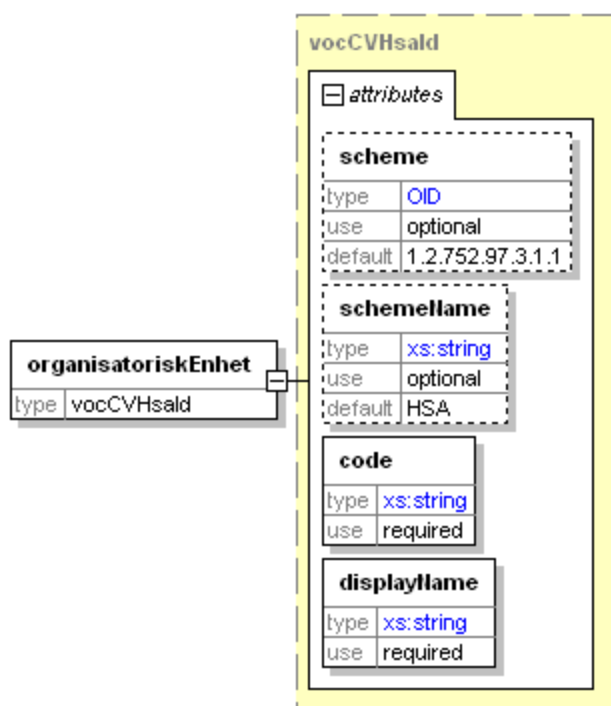 vocCVHsaId
attributes
scheme
type OID
use optional
default 1.2.752.97.3.1.1
schemeName
type xs:string
use optional
default HSA
organisatoriskEnhet
type vocCVHsaId
code
type xs:string
use required
displayName
type xs:string
use required